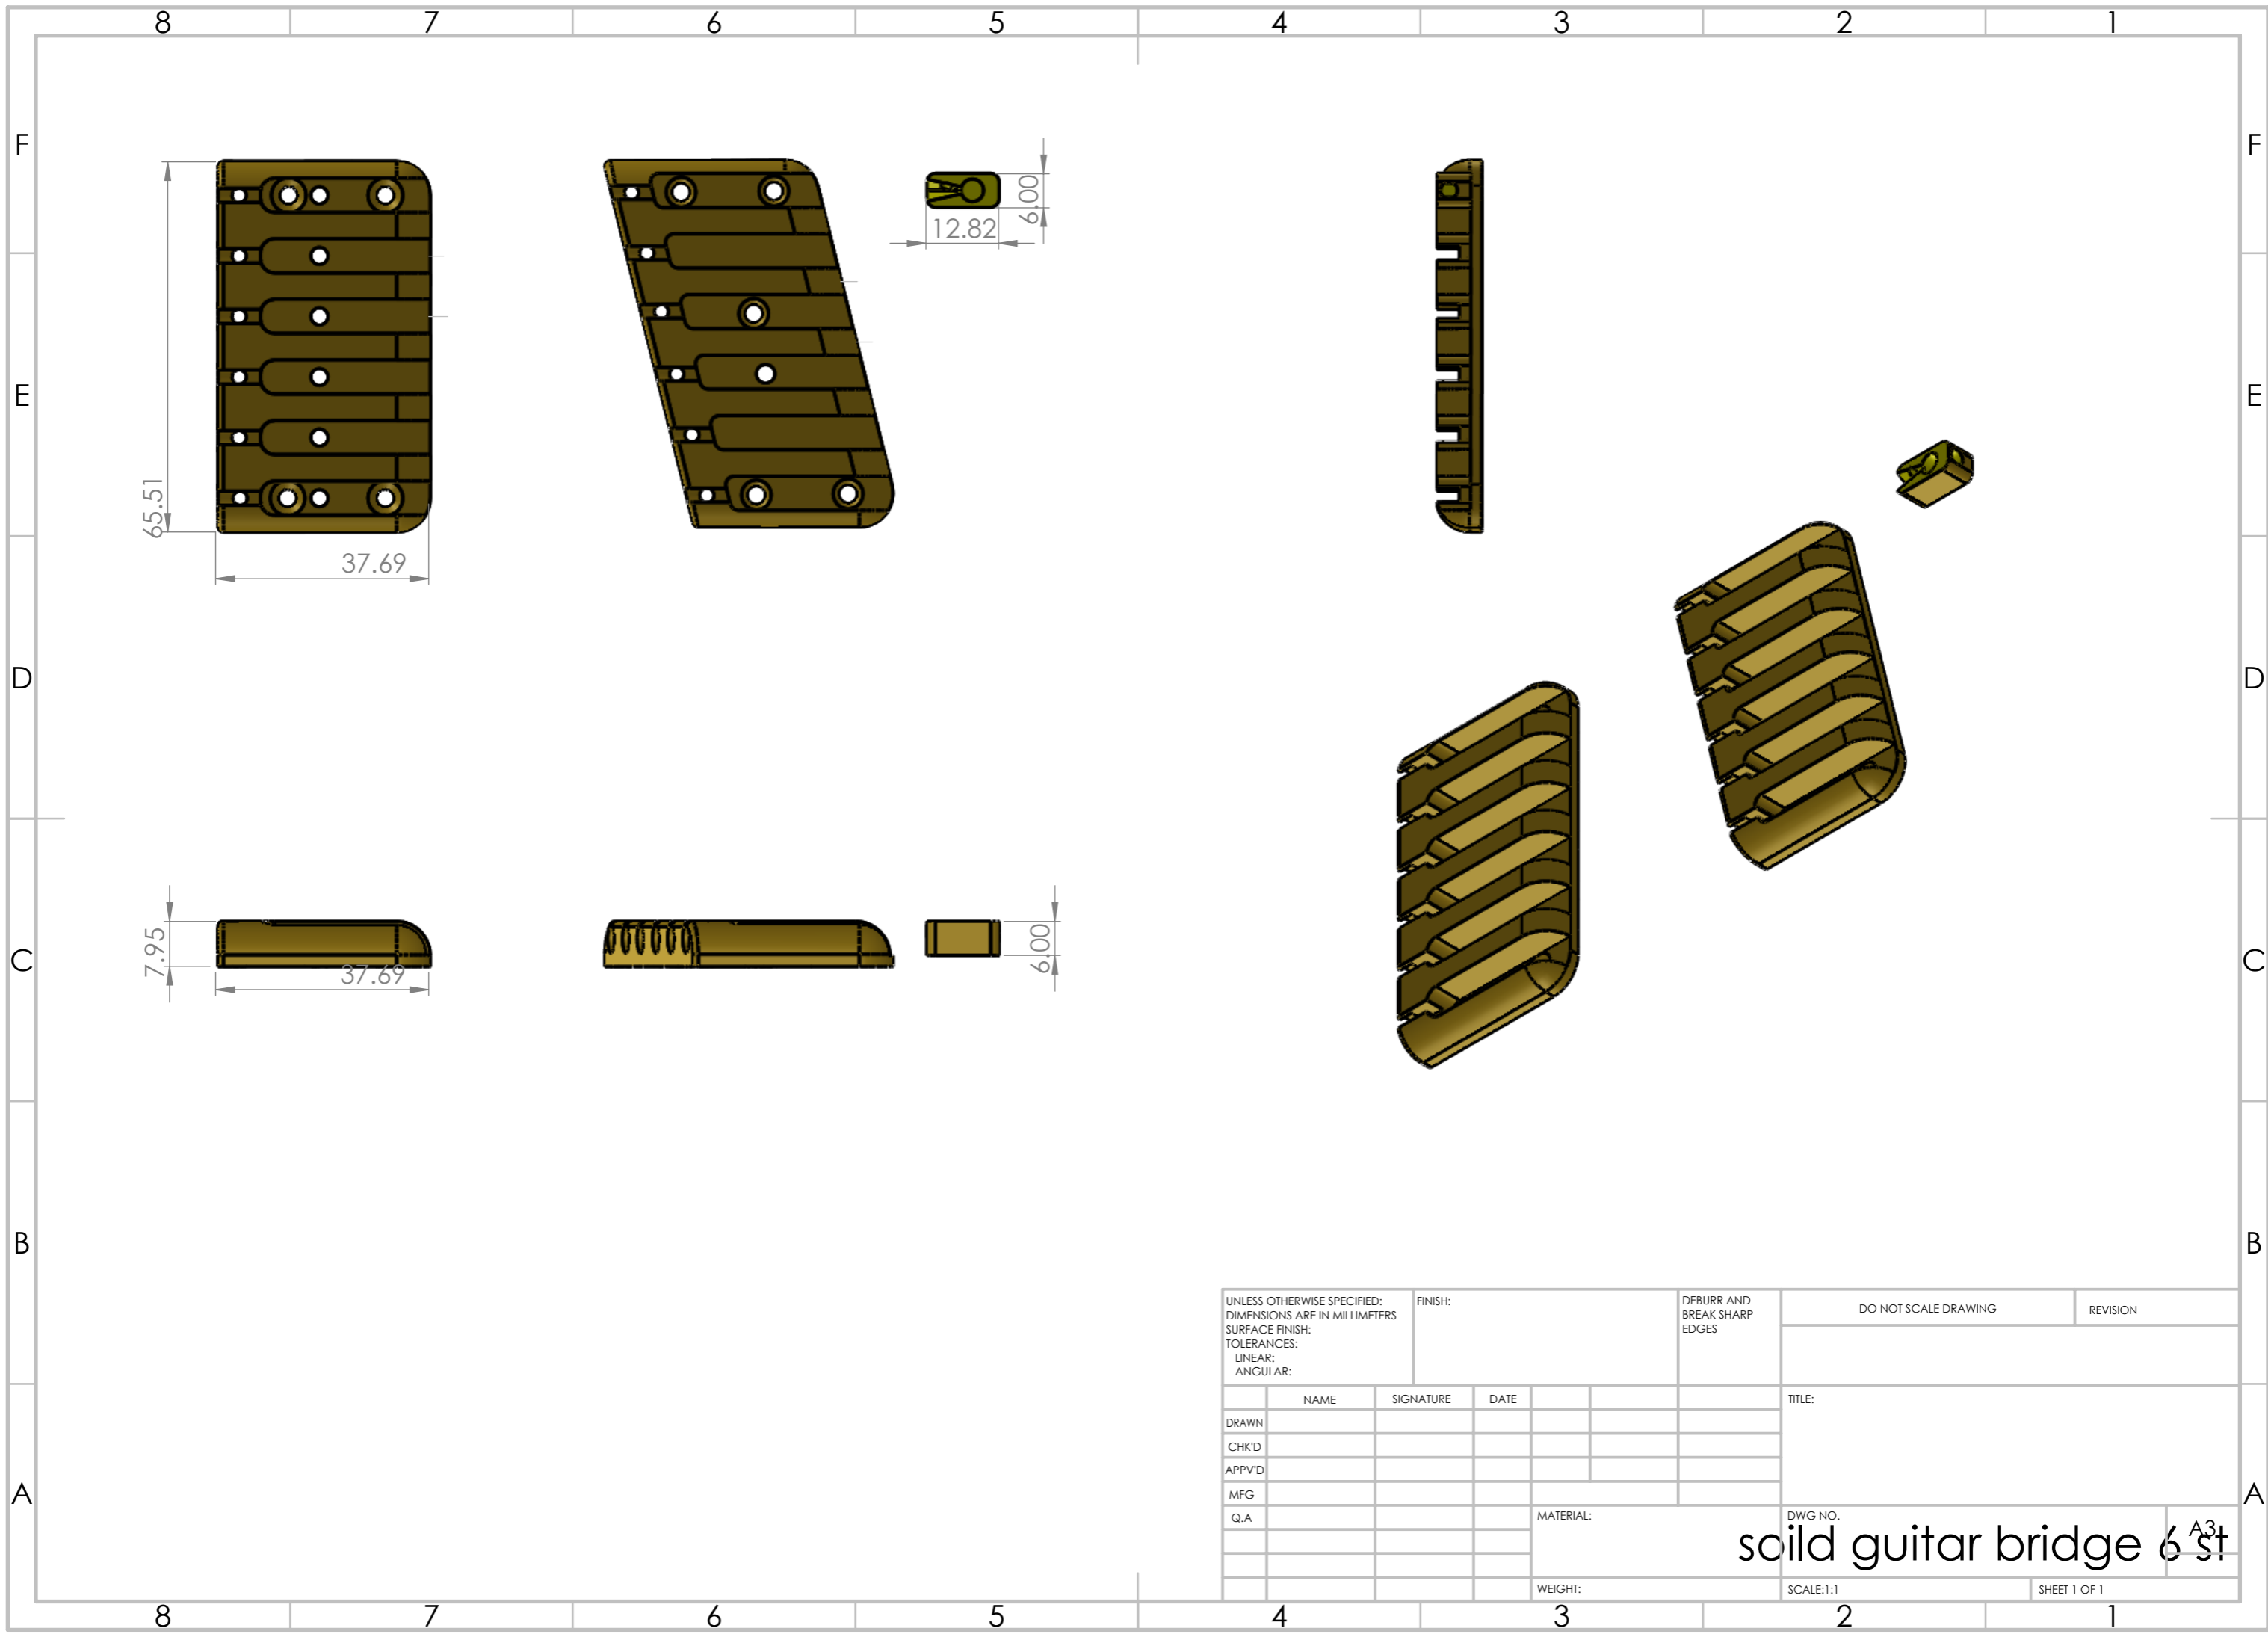 8 7 6 5 4 3 2 1
F F
6.00
12.82
E E
65.51
37.69
D D
7.95
37.69
6.00
C C
B B
UNLESS OTHERWISE SPECIFIED:
DIMENSIONS ARE IN MILLIMETERS
SURFACE FINISH:
TOLERANCES:
LINEAR:
ANGULAR:
FINISH:
DEBURR AND
BREAK SHARP
EDGES
DO NOT SCALE DRAWING
REVISION
NAME SIGNATURE DATE
TITLE:
DRAWN
CHK'D
APPV'D
MFG
Q.A
A A
MATERIAL:
DWG NO.
soild guitar bridge 6 st
A3
WEIGHT:
SCALE:1:1
SHEET 1 OF 1
8 7 6 5 4 3 2 1